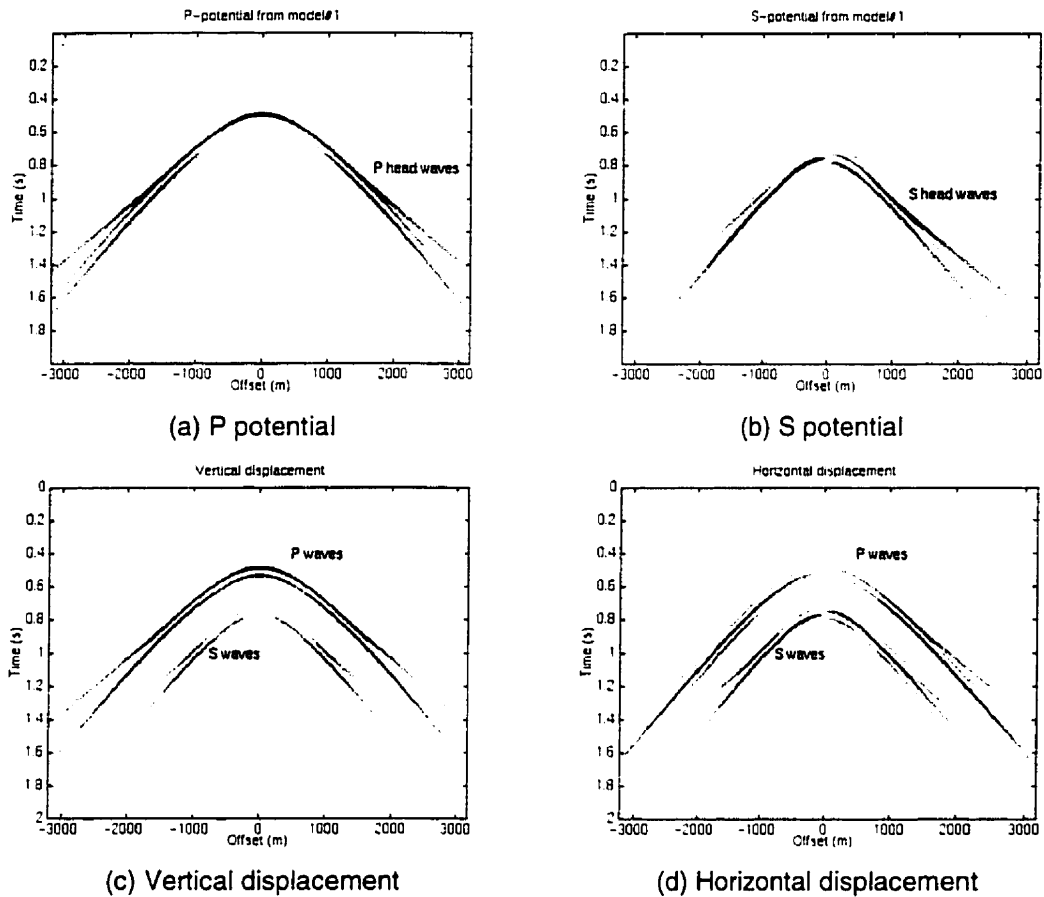 P-potential from model#1
0.2
0.4
0.6
0.8
1
1.2
1.4
1.6
1.8
Time (s)
P head waves
-3000 -2000 -1000 0 1000 2000 3000
Offset (m)
(a) P potential
S-potential from model#1
0.2
0.4
0.6
0.8
1
1.2
1.4
1.6
1.8
Time (s)
S head waves
-3000 -2000 -1000 0 1000 2000 3000
Offset (m)
(b) S potential
Vertical displacement
0
0.2
0.4
0.6
0.8
1
1.2
1.4
1.6
1.8
2
Time (s)
P waves
S waves
-3000 -2000 -1000 0 1000 2000 3000
Offset (m)
(c) Vertical displacement
Horizontal displacement
0
0.2
0.4
0.6
0.8
1
1.2
1.4
1.6
1.8
2
Time (s)
P waves
S waves
-3000 -2000 -1000 0 1000 2000 3000
Offset (m)
(d) Horizontal displacement